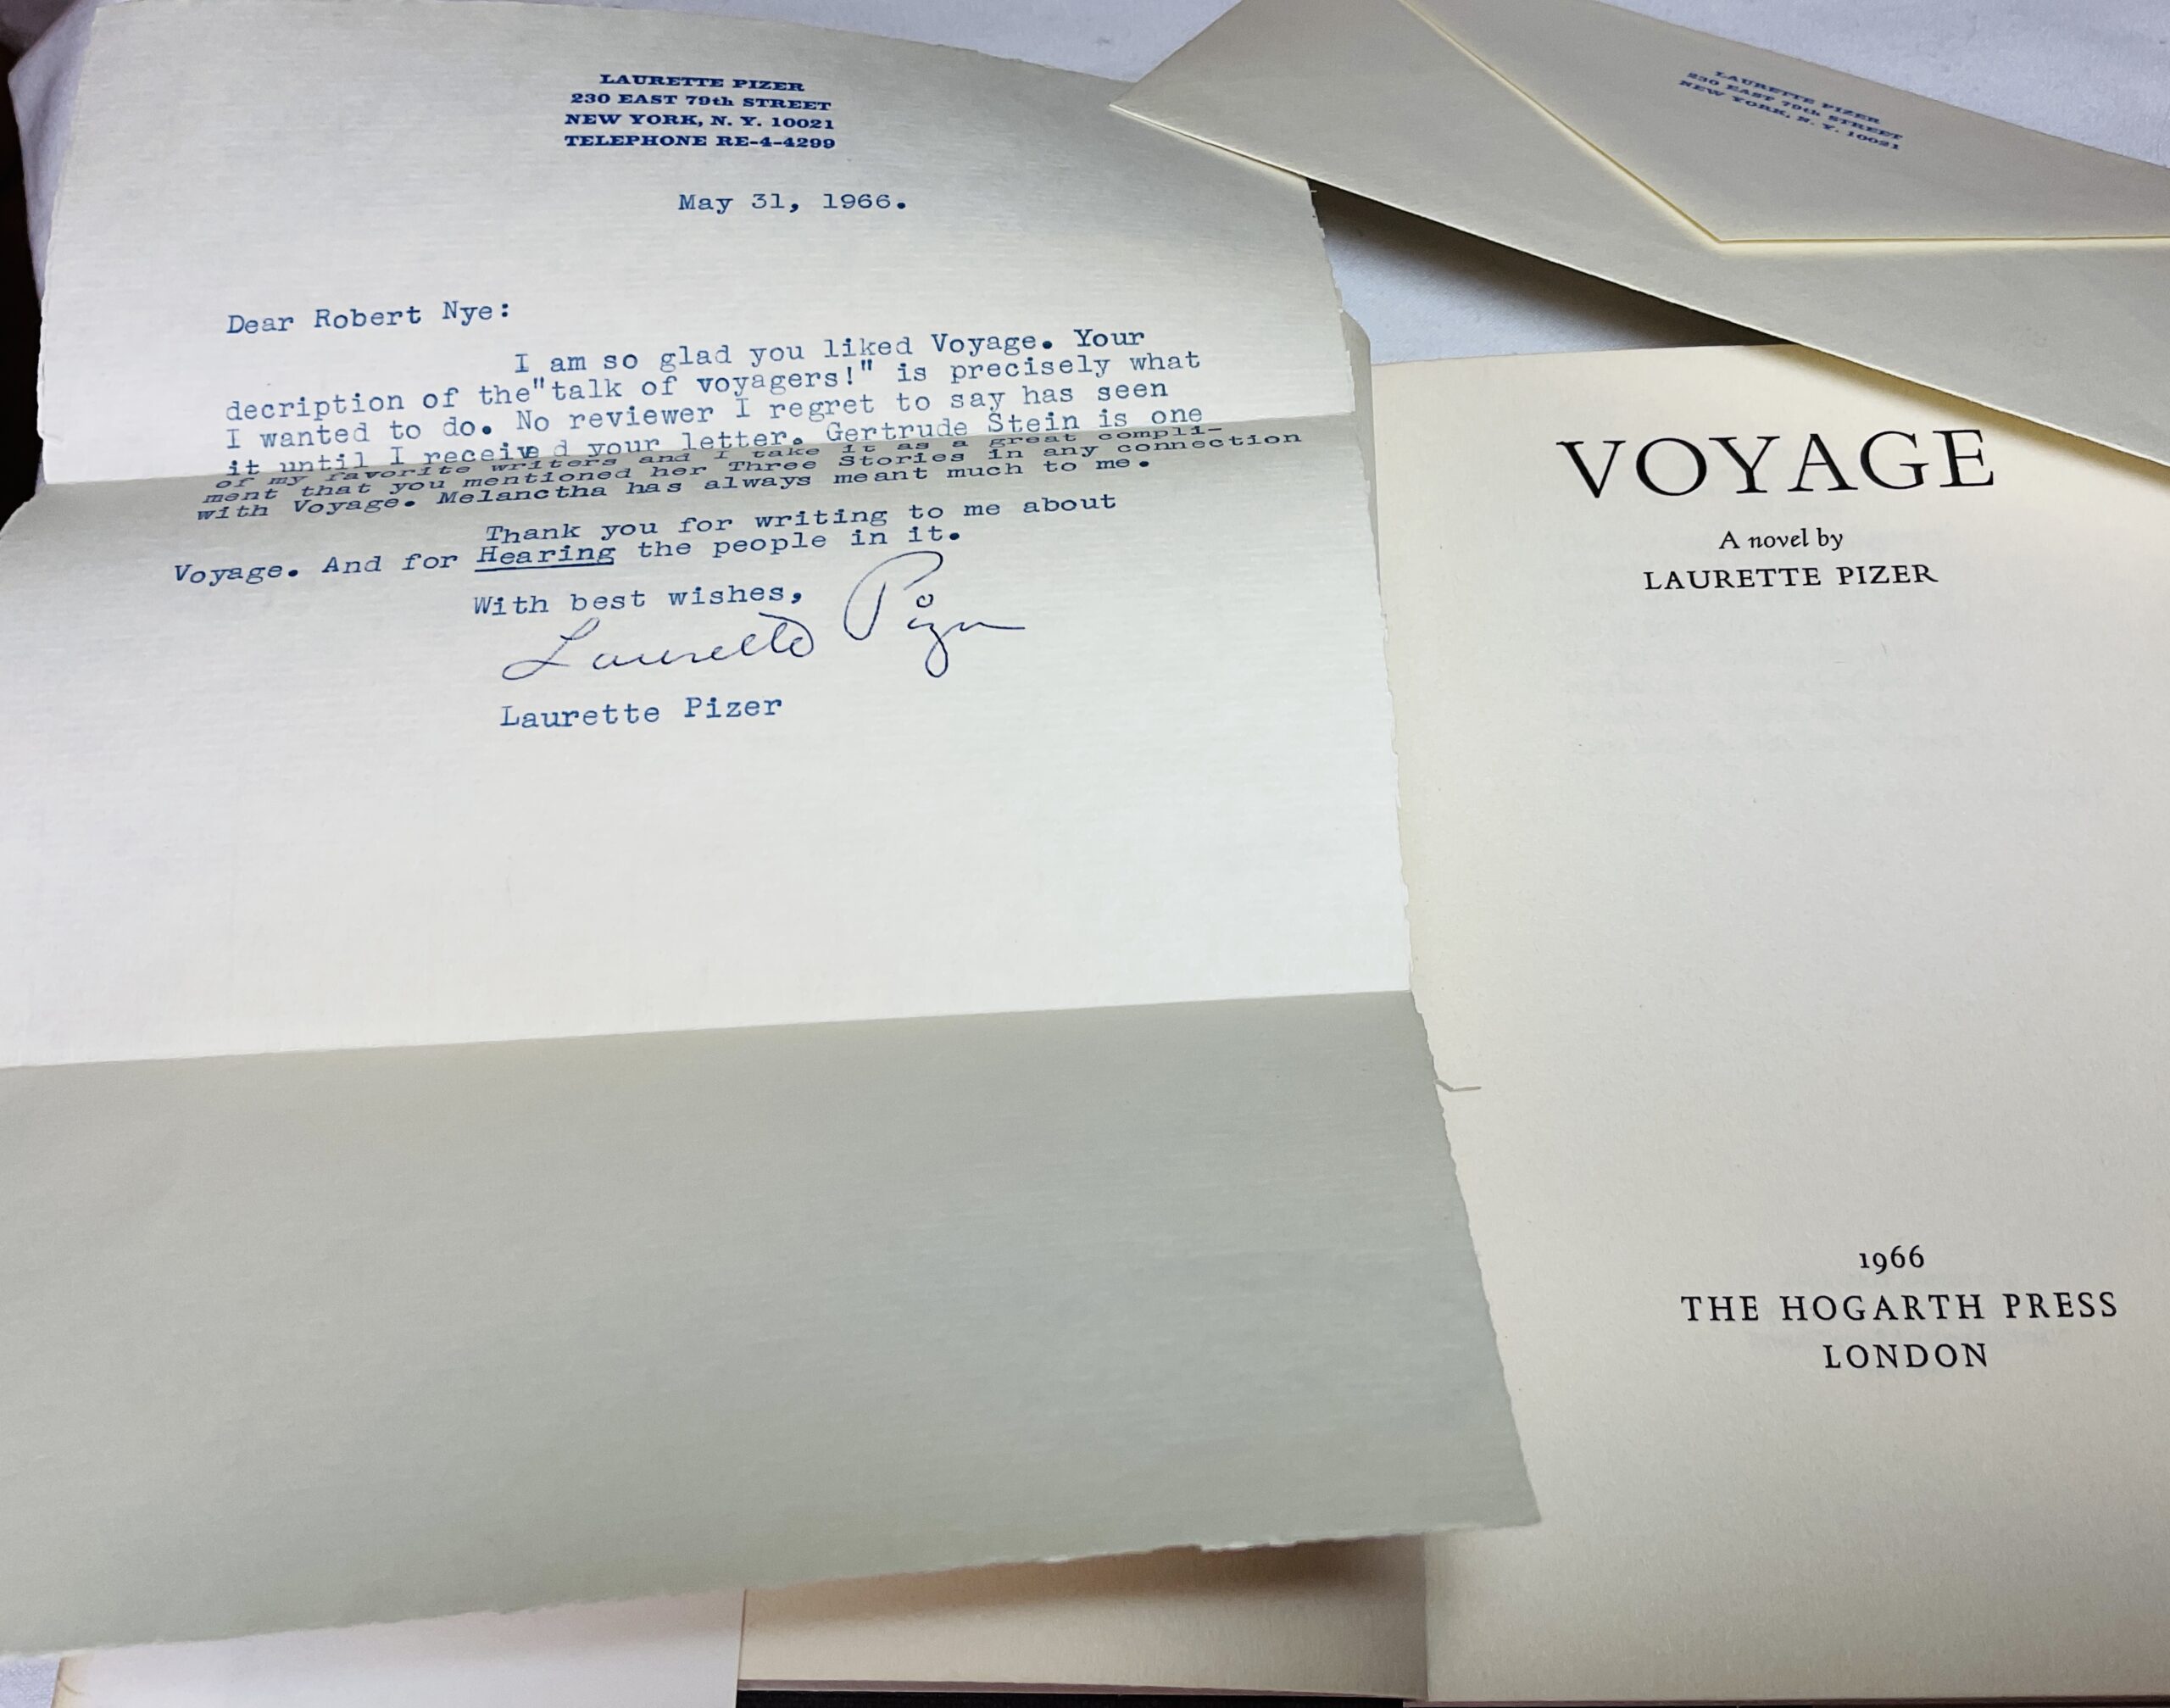 LAURETTE PIZER
230 EAST 79th STREET
NEW YORK, N. Y. 10021
TELEPHONE RE-4-4299
May 31, 1966.
Dear Robert Nye:
I am so glad you liked Voyage. Your
decription of the"talk of voyagers!" is precisely what
I wanted to do. No reviewer I regret to say has seen
it until I receive d your letter. Gertrude Stein is one
of my favorite writers and I take it as a great compli-
ment that you mentioned her Three Stories in any connection
with Voyage. Melanctha has always meant much to me.
Thank you for writing to me about
Voyage. And for Hearing the people in it.
With best wishes,
Laurette Pizer
Laurette Pizer
LAURETTE PIZER
230 EAST 79th STREET
NEW YORK, N. Y. 10021
VOYAGE
A novel by
LAURETTE PIZER
1966
THE HOGARTH PRESS
LONDON